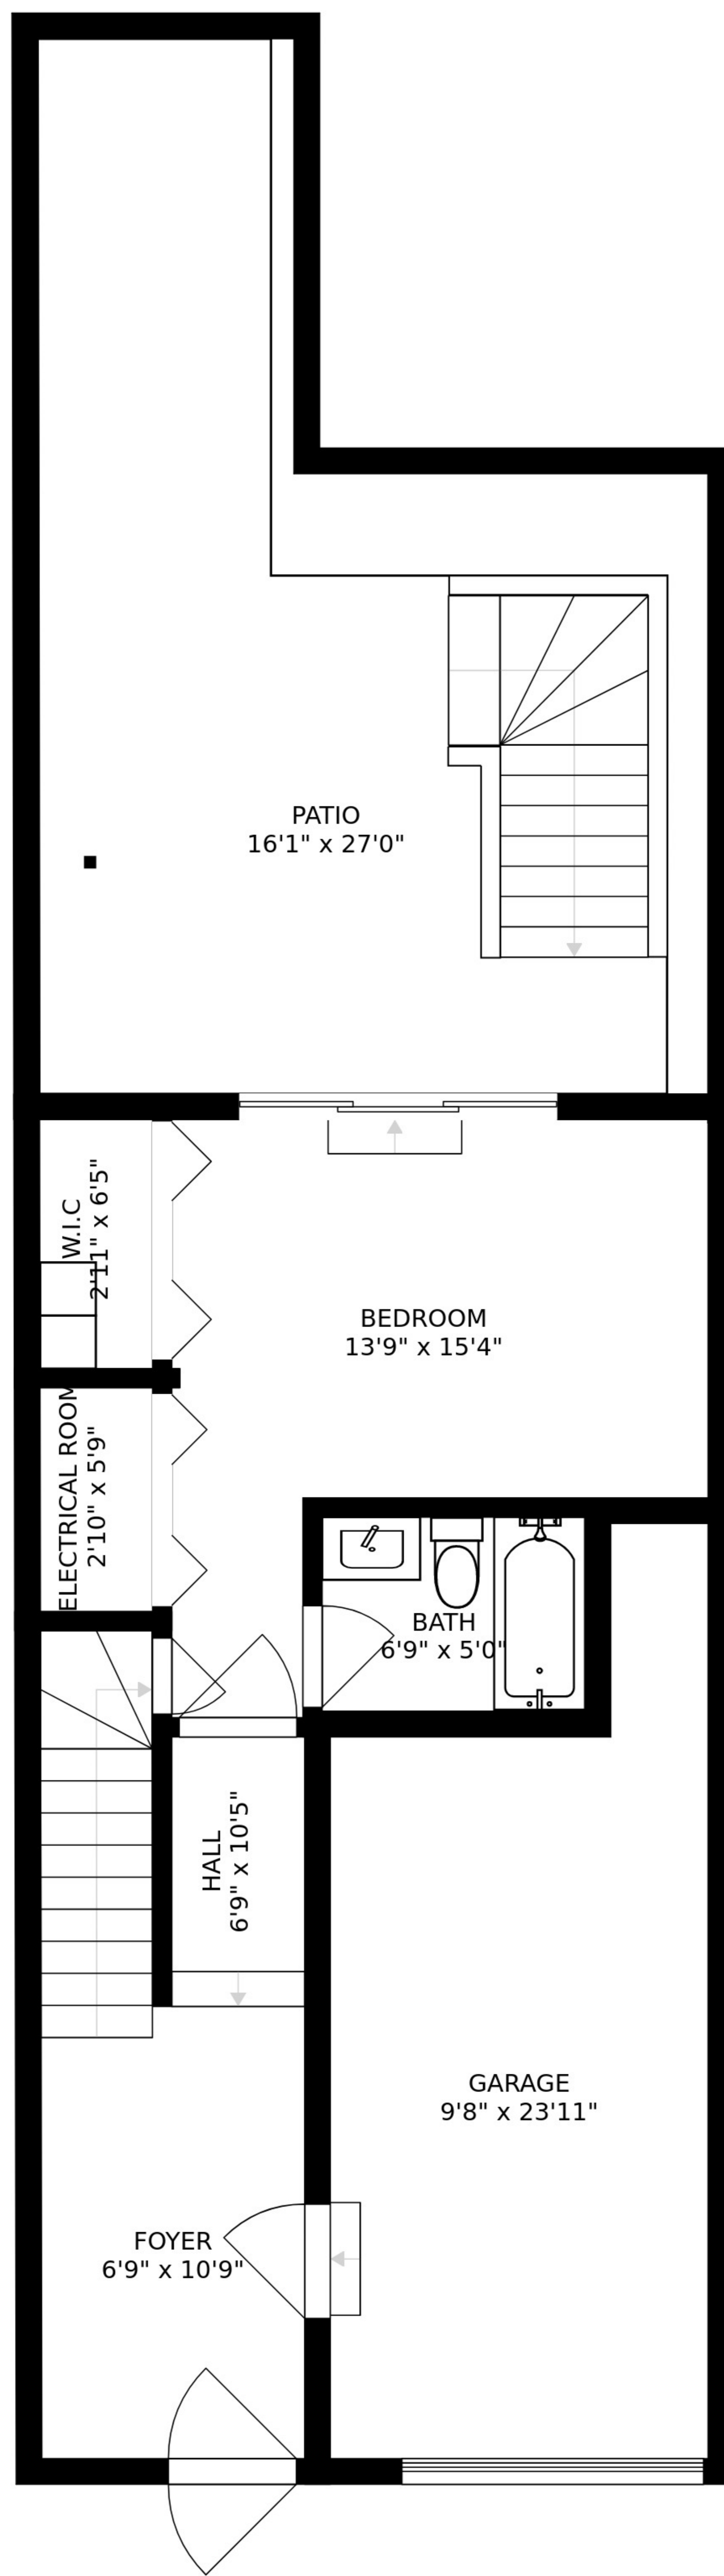 PATIO
16'1" x 27'0"
W.I.C
2'11" x 6'5"
BEDROOM
13'9" x 15'4"
ELECTRICAL ROOM
2'10" x 5'9"
BATH
6'9" x 5'0"
HALL
6'9" x 10'5"
GARAGE
9'8" x 23'11"
FOYER
6'9" x 10'9"